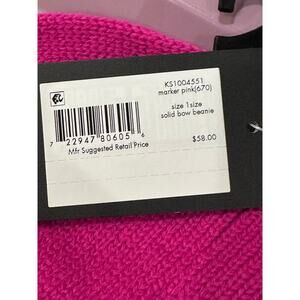 KS1004551
marker pink(670)
size 1size
solid bow beanie
7 22947 80605 6
Mfr Suggested Retail Price
$58.00